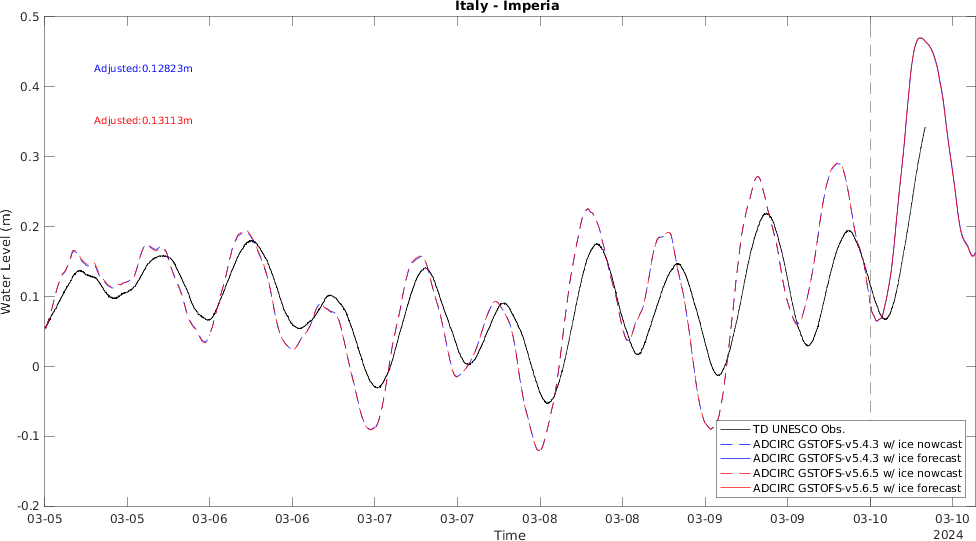 Italy - Imperia
Adjusted:0.12823m
Adjusted:0.13113m
Water Level (m)
0.5
0.4
0.3
0.2
0.1
0
-0.1
-0.2
TD UNESCO Obs.
ADCIRC GSTOFS-v5.4.3 w/ ice nowcast
ADCIRC GSTOFS-v5.4.3 w/ ice forecast
ADCIRC GSTOFS-v5.6.5 w/ ice nowcast
ADCIRC GSTOFS-v5.6.5 w/ ice forecast
03-05 03-05 03-06 03-06 03-07 03-07 03-08 03-08 03-09 03-09 03-10 03-10
2024
Time